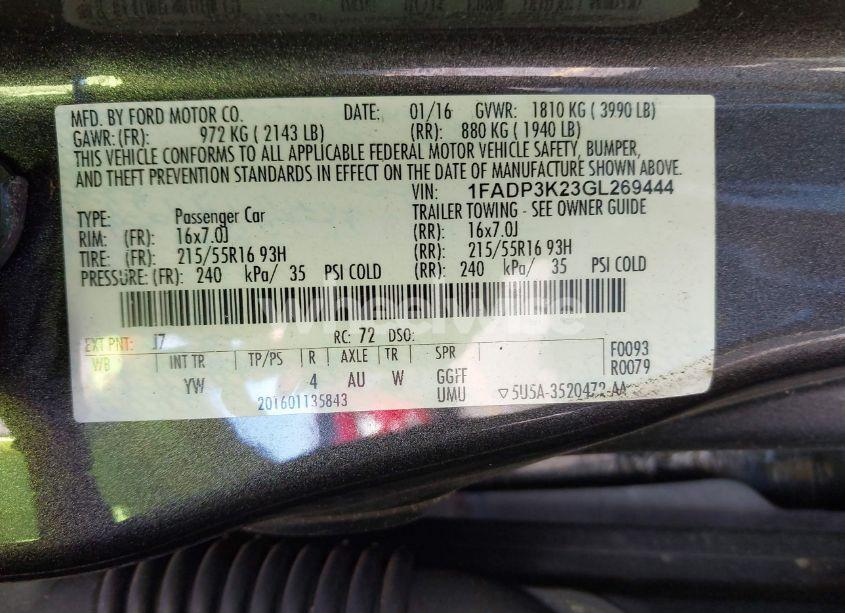 MFD. BY FORD MOTOR CO. DATE: 01/16 GVWR: 1810 KG ( 3990 LB)
GAWR: (FR): 972 KG ( 2143 LB) (RR): 880 KG ( 1940 LB)
THIS VEHICLE CONFORMS TO ALL APPLICABLE FEDERAL MOTOR VEHICLE SAFETY, BUMPER,
AND THEFT PREVENTION STANDARDS IN EFFECT ON THE DATE OF MANUFACTURE SHOWN ABOVE.
VIN: 1FADP3K23GL269444
TYPE: Passenger Car TRAILER TOWING - SEE OWNER GUIDE
RIM: (FR): 16x7.0J (RR): 16x7.0J
TIRE: (FR): 215/55R16 93H (RR): 215/55R16 93H
PRESSURE: (FR): 240 kPa/ 35 PSI COLD (RR): 240 kPa/ 35 PSI COLD
wheelwise
EXT PNT: J7 RC: 72 DSO:
WB INT TR TP/PS R AXLE TR SPR F0093
YW 4 AU W GGFF R0079
201601135843 UMU ▽5U5A-3520472-AA